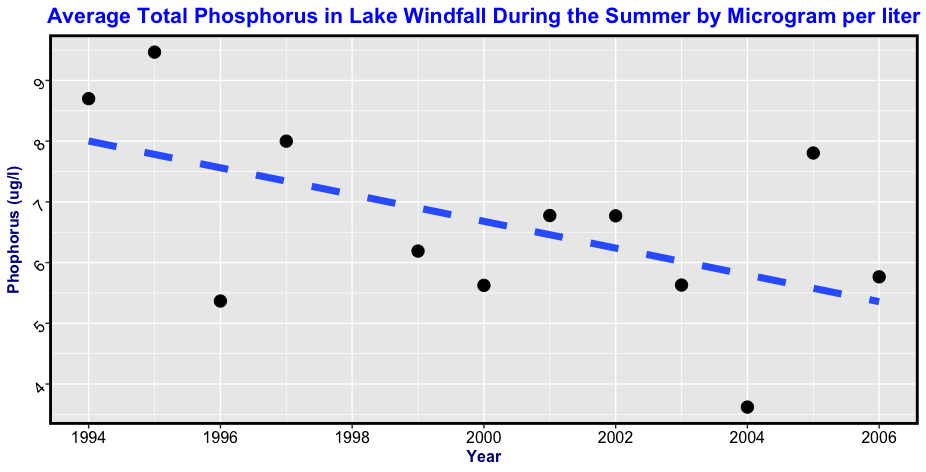 Average Total Phosphorus in Lake Windfall During the Summer by Microgram per liter
Phophorus (ug/l)
9
8
7
6
5
4
1994 1996 1998 2000 2002 2004 2006
Year